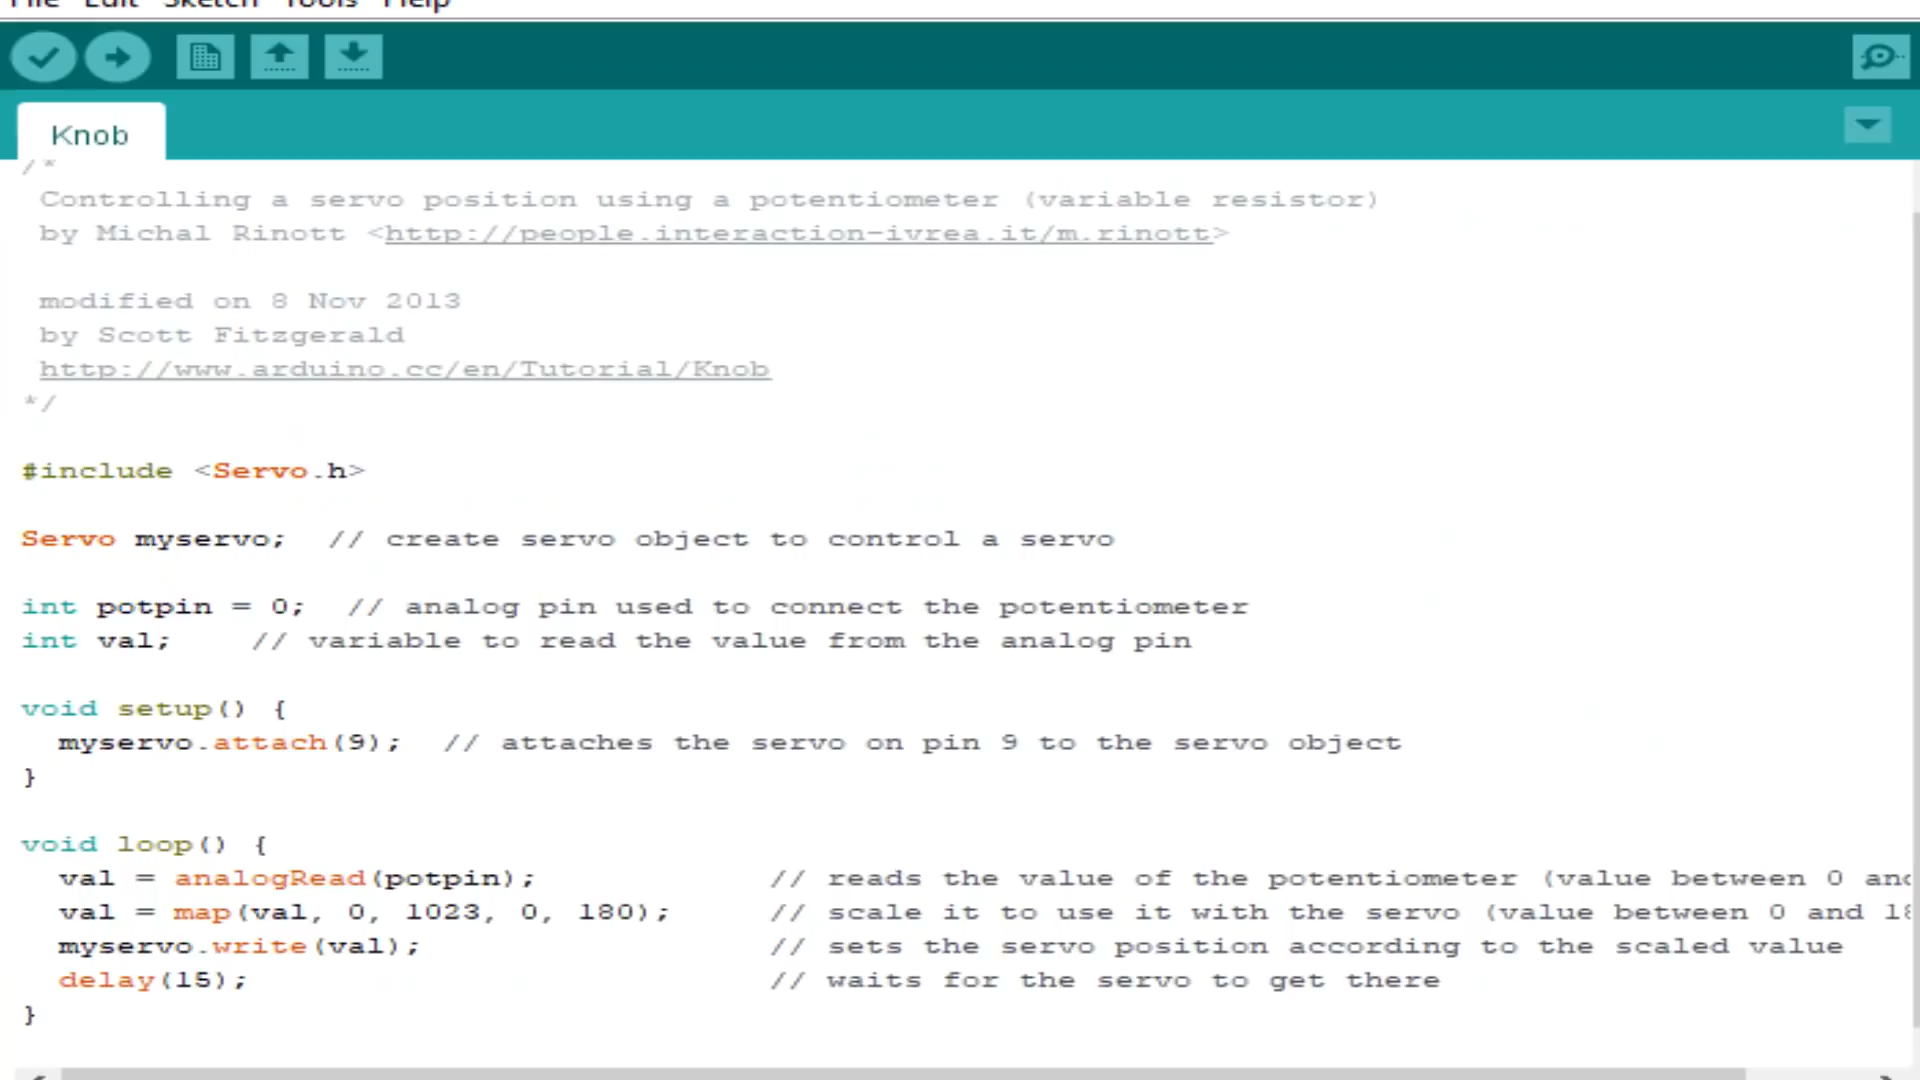 File Edit Sketch Tools Help
Knob
/*
Controlling a servo position using a potentiometer (variable resistor)
by Michal Rinott <http://people.interaction-ivrea.it/m.rinott>
modified on 8 Nov 2013
by Scott Fitzgerald
http://www.arduino.cc/en/Tutorial/Knob
*/
#include <Servo.h>
Servo myservo;  // create servo object to control a servo
int potpin = 0;  // analog pin used to connect the potentiometer
int val;    // variable to read the value from the analog pin
void setup() {
myservo.attach(9);  // attaches the servo on pin 9 to the servo object
}
void loop() {
val = analogRead(potpin);            // reads the value of the potentiometer (value between 0 and
val = map(val, 0, 1023, 0, 180);     // scale it to use it with the servo (value between 0 and
myservo.write(val);                  // sets the servo position according to the scaled value
delay(15);                           // waits for the servo to get there
}